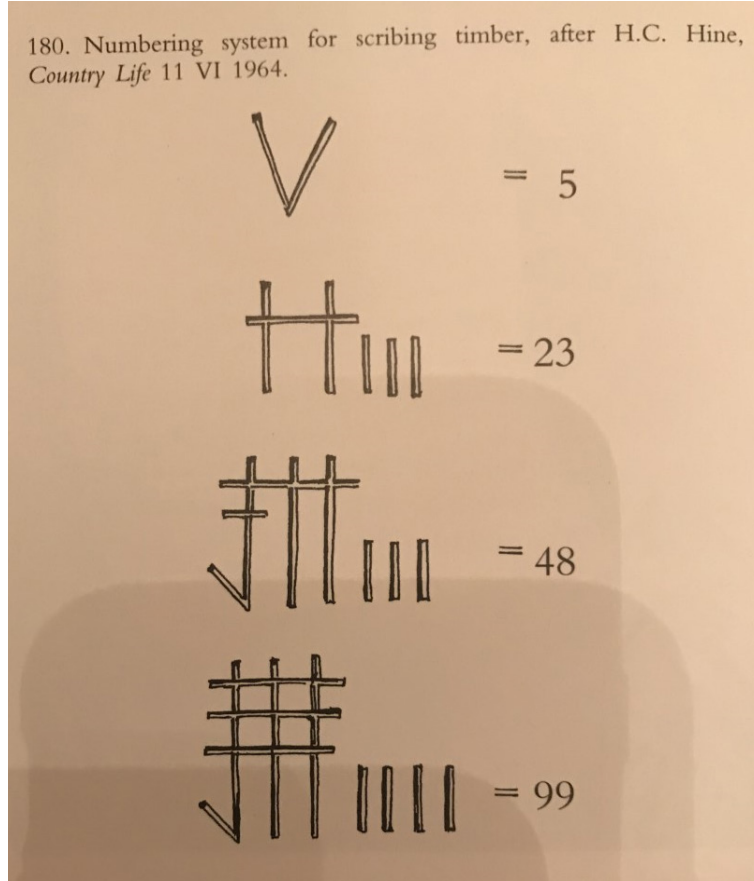 180. Numbering system for scribing timber, after H.C. Hine,
Country Life 11 VI 1964.
= 5
= 23
= 48
= 99